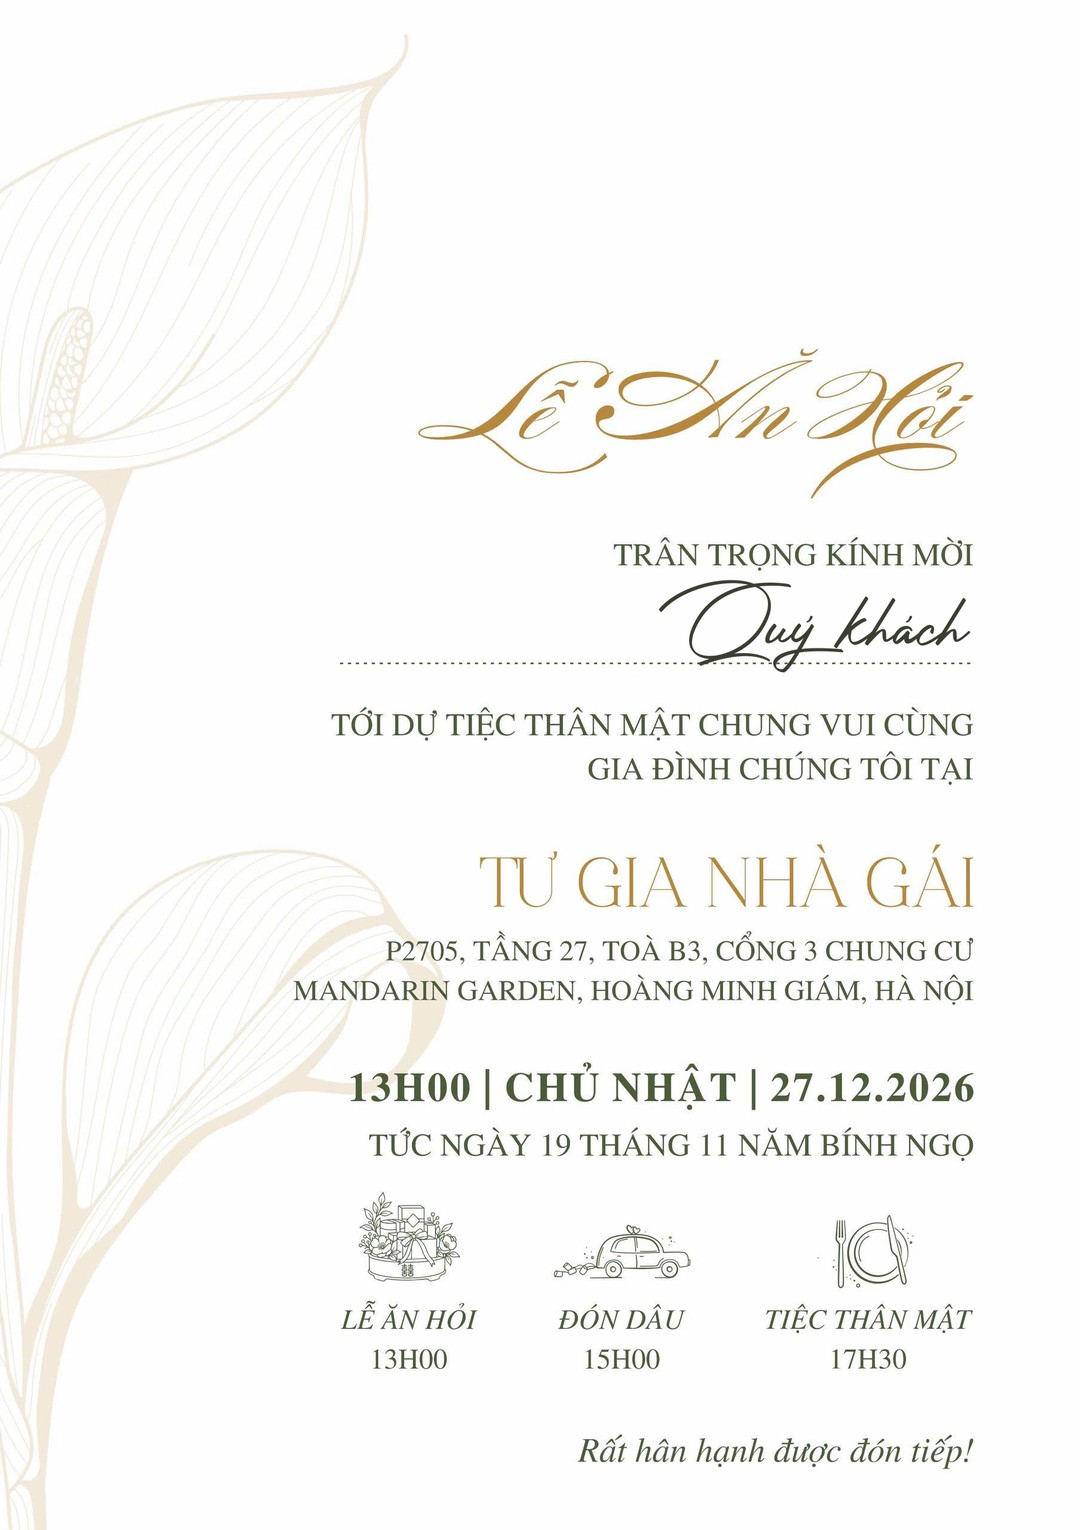 Lễ Ăn Hỏi
TRÂN TRỌNG KÍNH MỜI
Quý khách
TỚI DỰ TIỆC THÂN MẬT CHUNG VUI CÙNG
GIA ĐÌNH CHÚNG TÔI TẠI
TƯ GIA NHÀ GÁI
P2705, TẦNG 27, TOÀ B3, CỔNG 3 CHUNG CƯ
MANDARIN GARDEN, HOÀNG MINH GIÁM, HÀ NỘI
13H00 | CHỦ NHẬT | 27.12.2026
TỨC NGÀY 19 THÁNG 11 NĂM BÍNH NGỌ
囍
LỄ ĂN HỎI
13H00
ĐÓN DÂU
15H00
TIỆC THÂN MẬT
17H30
Rất hân hạnh được đón tiếp!